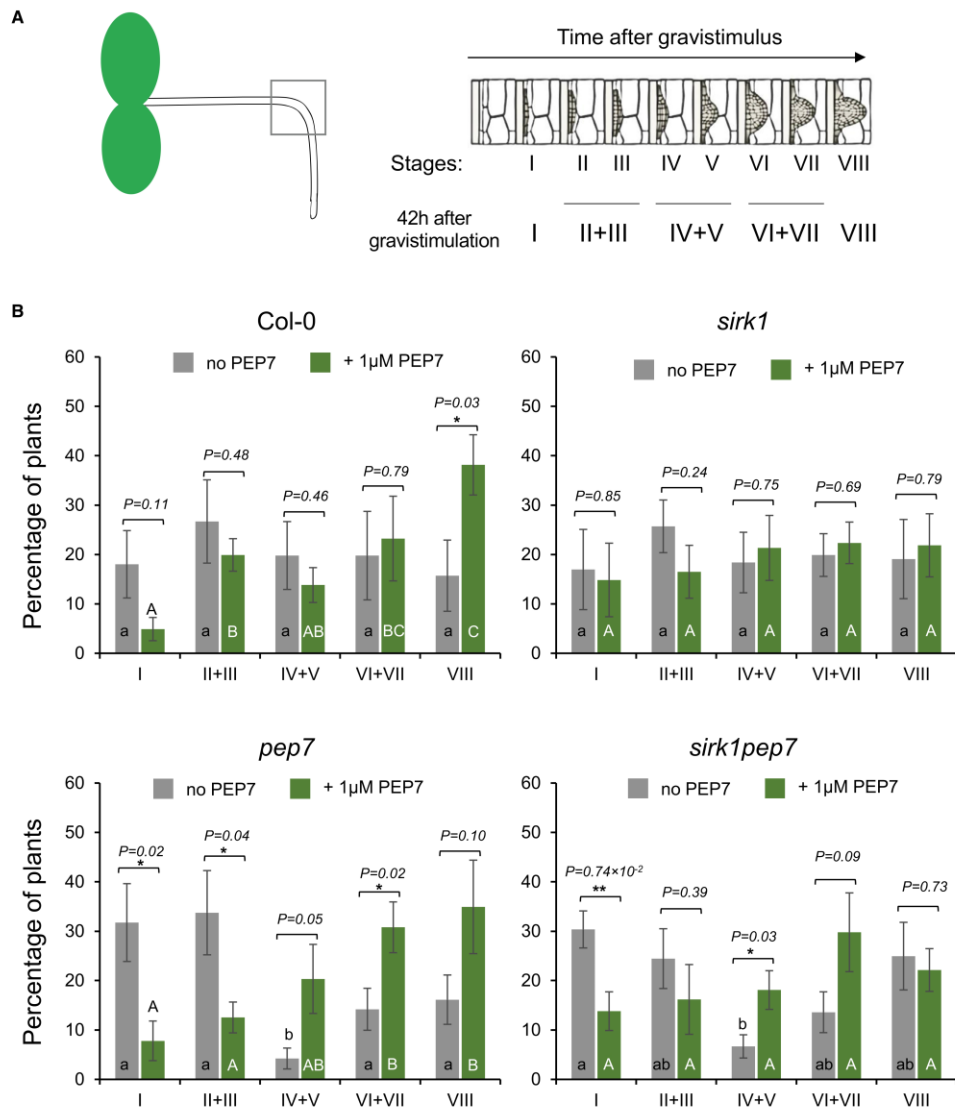 A
Time after gravistimulus
Stages: I II III IV V VI VII VIII
42h after
gravistimulation
I II+III IV+V VI+VII VIII
B
Col-0
no PEP7 + 1µM PEP7
Percentage of plants
60
50
40
30
20
10
0
P=0.11
P=0.48
P=0.46
P=0.79
P=0.03
*
a A a B a AB a BC a C
I II+III IV+V VI+VII VIII
sirk1
no PEP7 + 1µM PEP7
60
50
40
30
20
10
0
P=0.85
P=0.24
P=0.75
P=0.69
P=0.79
a A a A a A a A a A
I II+III IV+V VI+VII VIII
pep7
no PEP7 + 1µM PEP7
Percentage of plants
60
50
40
30
20
10
0
P=0.02
*
P=0.04
*
P=0.05
P=0.02
*
P=0.10
a A a A b AB a B a B
I II+III IV+V VI+VII VIII
sirk1pep7
no PEP7 + 1µM PEP7
60
50
40
30
20
10
0
P=0.74×10⁻²
**
P=0.39
P=0.03
*
P=0.09
P=0.73
a A ab A b A ab A ab A
I II+III IV+V VI+VII VIII